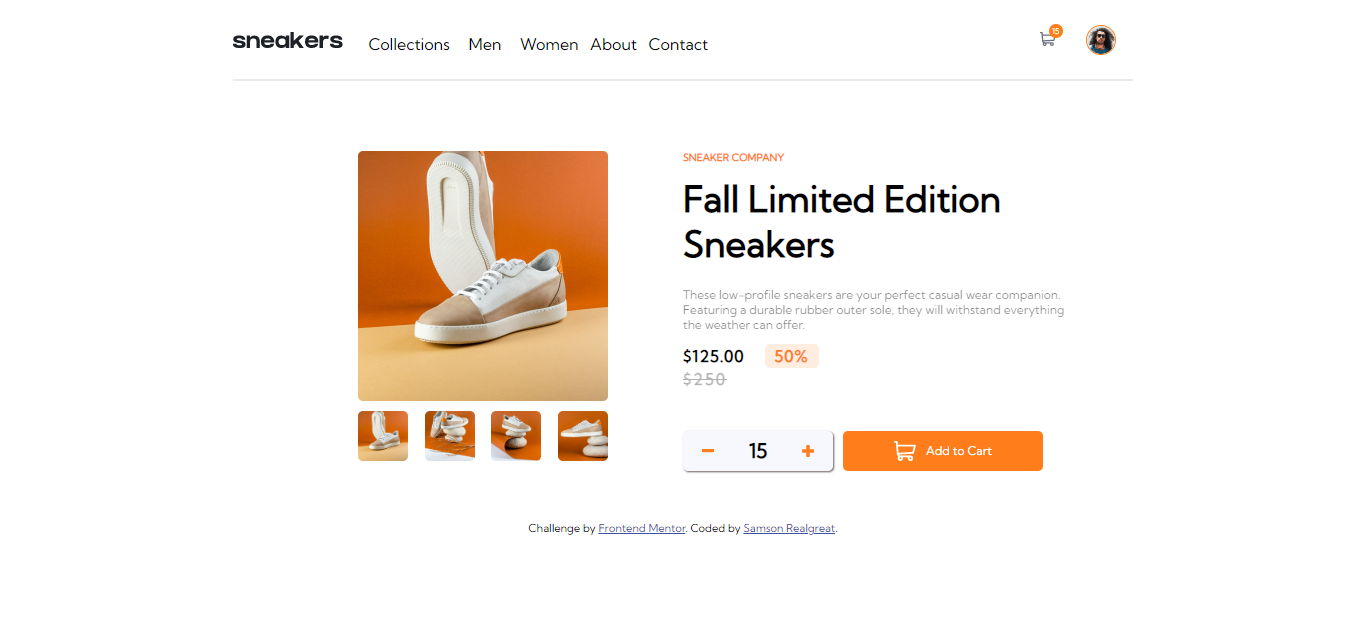 sneakers Collections Men Women About Contact 15
SNEAKER COMPANY
Fall Limited Edition
Sneakers
These low-profile sneakers are your perfect casual wear companion.
Featuring a durable rubber outer sole, they will withstand everything
the weather can offer.
$125.00 50%
$250
15 Add to Cart
Challenge by Frontend Mentor. Coded by Samson Realgreat.